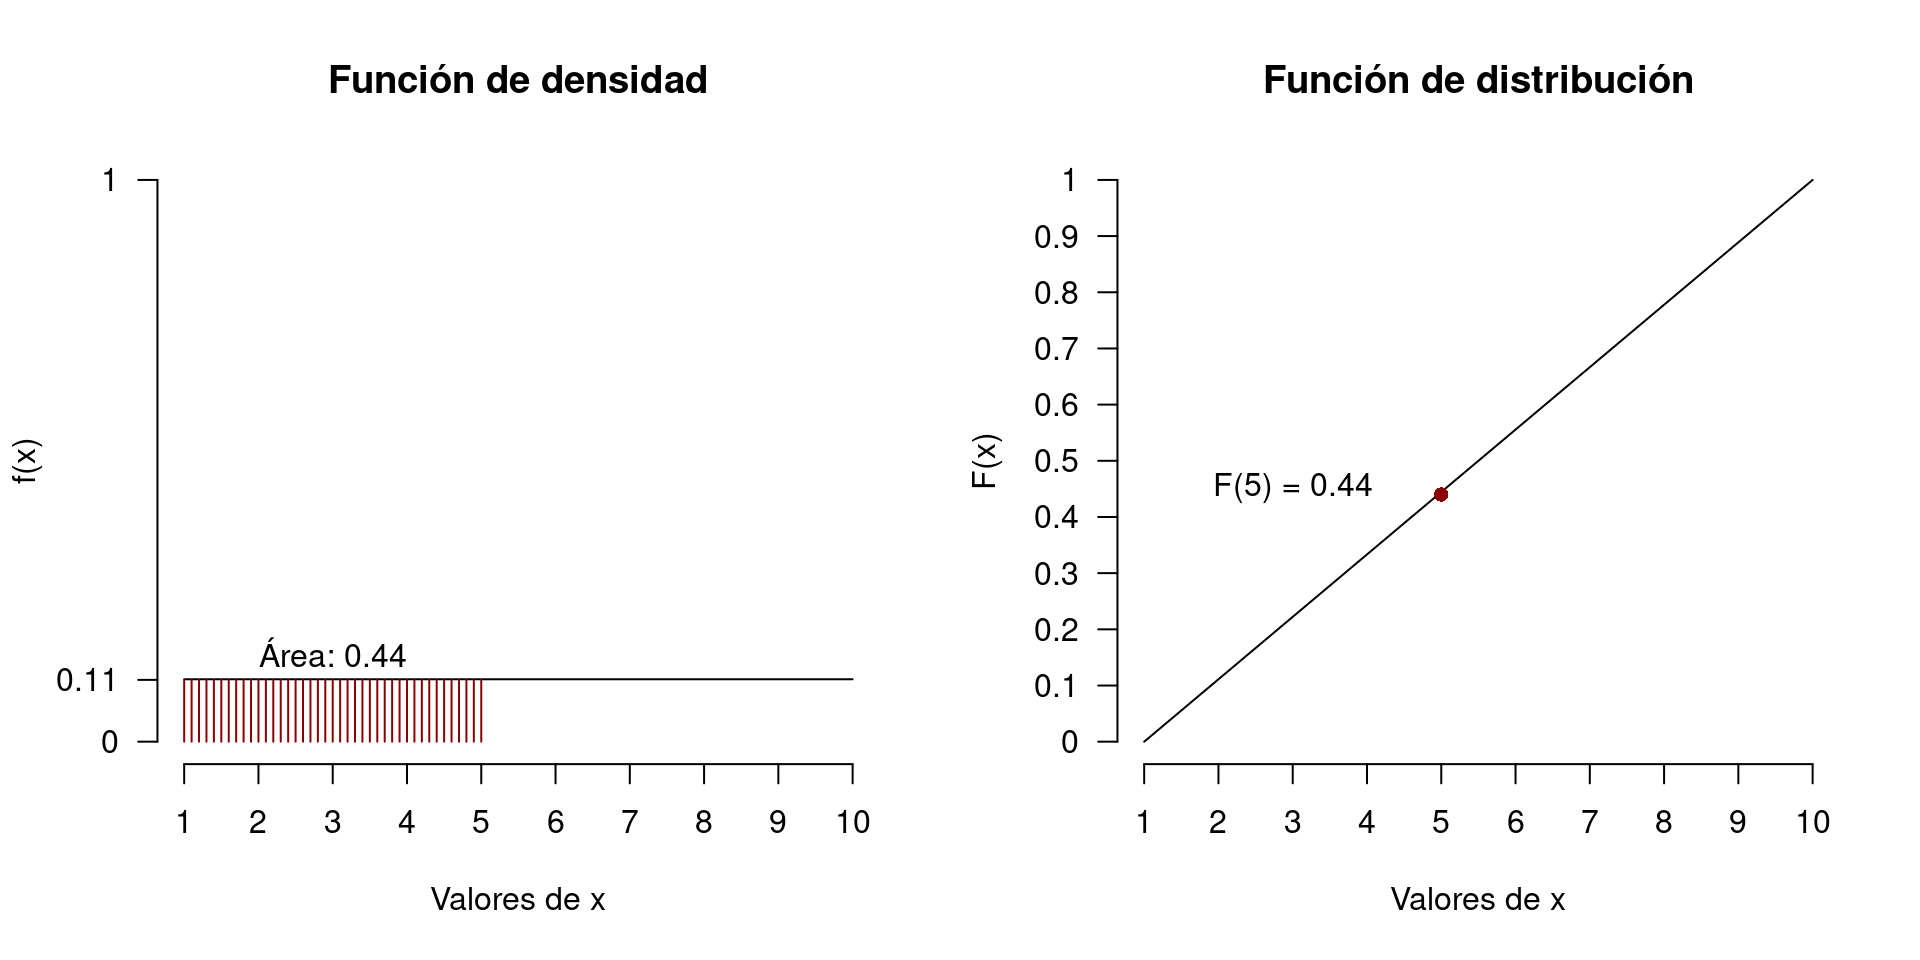 Función de densidad
f(x)
1
0.11
0
Área: 0.44
1 2 3 4 5 6 7 8 9 10
Valores de x
Función de distribución
F(x)
1
0.9
0.8
0.7
0.6
0.5
0.4
0.3
0.2
0.1
0
F(5) = 0.44
1 2 3 4 5 6 7 8 9 10
Valores de x